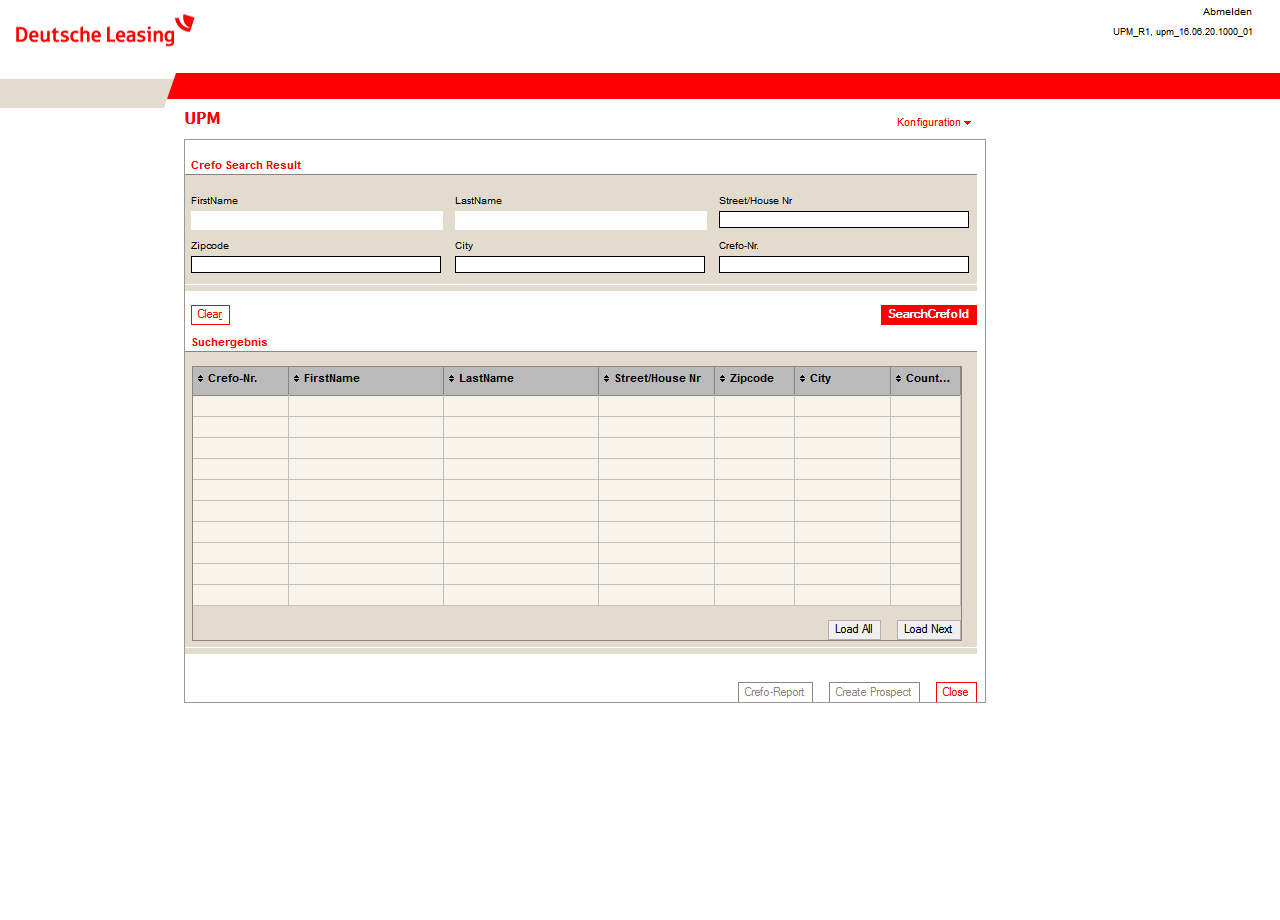 Deutsche Leasing
Abmelden
UPM_R1, upm_16.06.20.1000_01
UPM
Konfiguration
Crefo Search Result
FirstName LastName Street/House Nr
Zipcode City Crefo-Nr.
Clear SearchCrefoId
Suchergebnis
Crefo-Nr. FirstName LastName Street/House Nr Zipcode City Count...
Load All Load Next
Crefo-Report Create Prospect Close